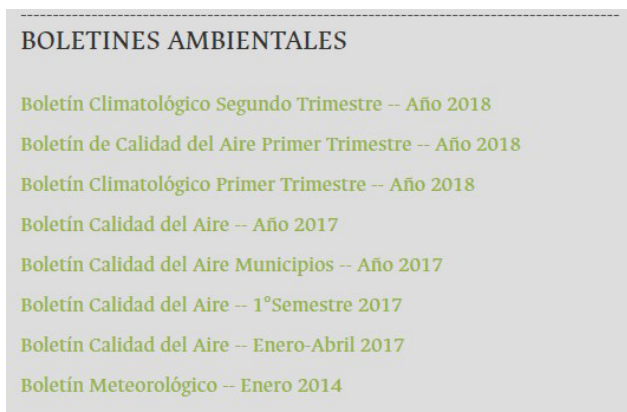 BOLETINES AMBIENTALES
Boletín Climatológico Segundo Trimestre -- Año 2018
Boletín de Calidad del Aire Primer Trimestre -- Año 2018
Boletín Climatológico Primer Trimestre -- Año 2018
Boletín Calidad del Aire -- Año 2017
Boletín Calidad del Aire Municipios -- Año 2017
Boletín Calidad del Aire -- 1°Semestre 2017
Boletín Calidad del Aire -- Enero-Abril 2017
Boletín Meteorológico -- Enero 2014